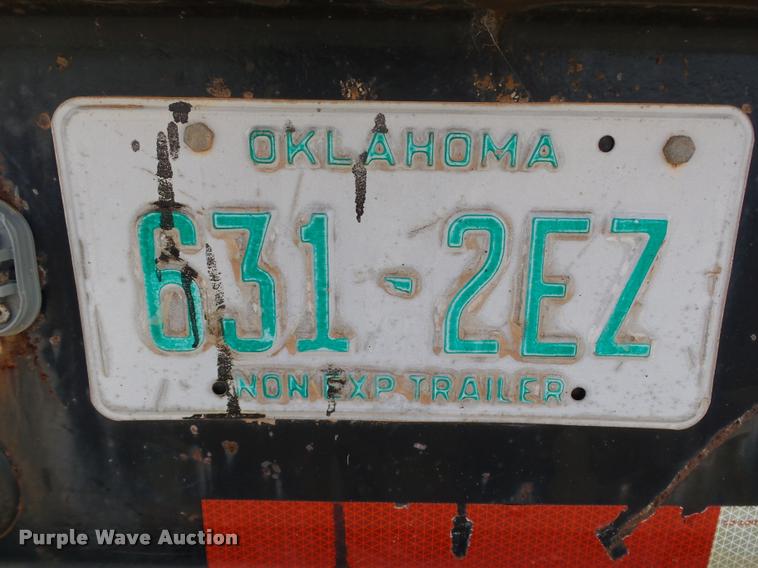 OKLAHOMA
631-2EZ
NON EXP TRAILER
Purple Wave Auction